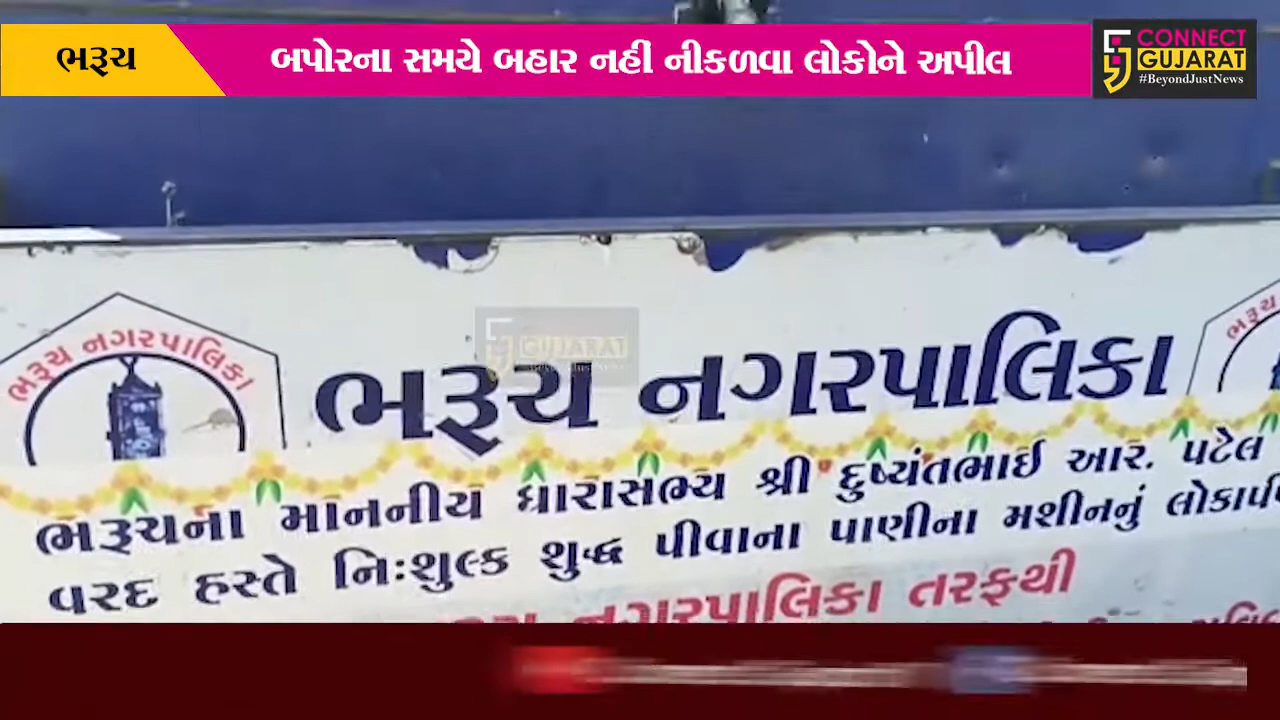 ભરૂચ
બપોરના સમયે બહાર નહીં નીકળવા લોકોને અપીલ
CONNECT
GUJARAT
#BeyondJustNews
ભરૂચ નગરપાલિકા
ભરૂચ નગરપાલિકા
GUJARAT
ભરૂચના માનનીય ધારાસભ્ય શ્રી દુષ્યંતભાઈ આર. પટેલ
વરદ હસ્તે નિઃશુલ્ક શુદ્ધ પીવાના પાણીના મશીનનું લોકાર્પ
નગરપાલિકા તરફથી